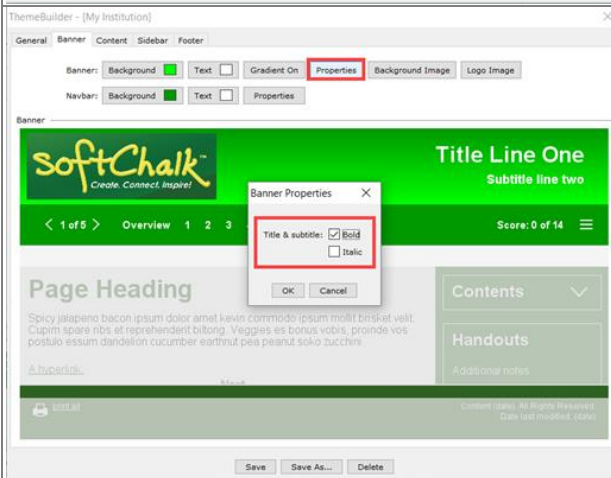 ThemeBuilder - [My Institution]
General Banner Content Sidebar Footer
Banner: Background Text Gradient On Properties Background Image Logo Image
Navbar: Background Text Properties
Banner
SoftChalk™
Create. Connect. Inspire!
Title Line One
Subtitle line two
Banner Properties
< 1 of 5 > Overview 1 2 3
Score: 0 of 14
Title & subtitle: Bold
Italic
OK Cancel
Page Heading
Spicy jalapeno bacon ipsum dolor amet kevin commodo ipsum mollit brisket velit.
Cupim spare ribs et reprehenderit biltong. Veggies es bonus vobis, proinde vos
postulo essum dandelion cucumber earthnut pea peanut soko zucchini.
A hyperlink.
Contents
Handouts
Additional notes
print all
Content (date). All Rights Reserved.
Date last modified: (date)
Save Save As... Delete